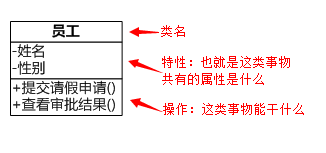 员工
类名
-姓名
-性别
特性：也就是这类事物
共有的属性是什么
+提交请假申请()
+查看审批结果()
操作：这类事物能干什么